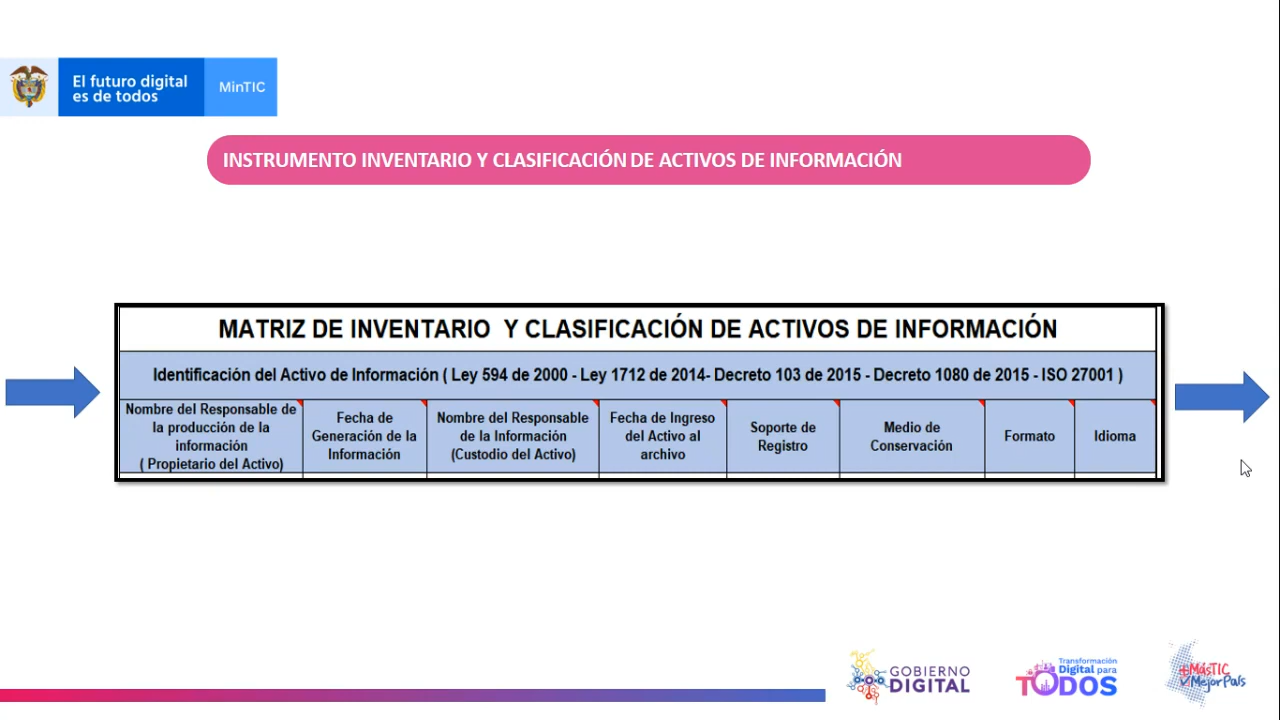 El futuro digital
es de todos
MinTIC
INSTRUMENTO INVENTARIO Y CLASIFICACIÓN DE ACTIVOS DE INFORMACIÓN
MATRIZ DE INVENTARIO Y CLASIFICACIÓN DE ACTIVOS DE INFORMACIÓN
Identificación del Activo de Información ( Ley 594 de 2000 - Ley 1712 de 2014- Decreto 103 de 2015 - Decreto 1080 de 2015 - ISO 27001 )
Nombre del Responsable de
la producción de la
información
( Propietario del Activo)
Fecha de
Generación de la
Información
Nombre del Responsable
de la Información
(Custodio del Activo)
Fecha de Ingreso
del Activo al
archivo
Soporte de
Registro
Medio de
Conservación
Formato
Idioma
GOBIERNO
DIGITAL
Transformación
Digital para
TODOS
+MásTIC
MejorPaís